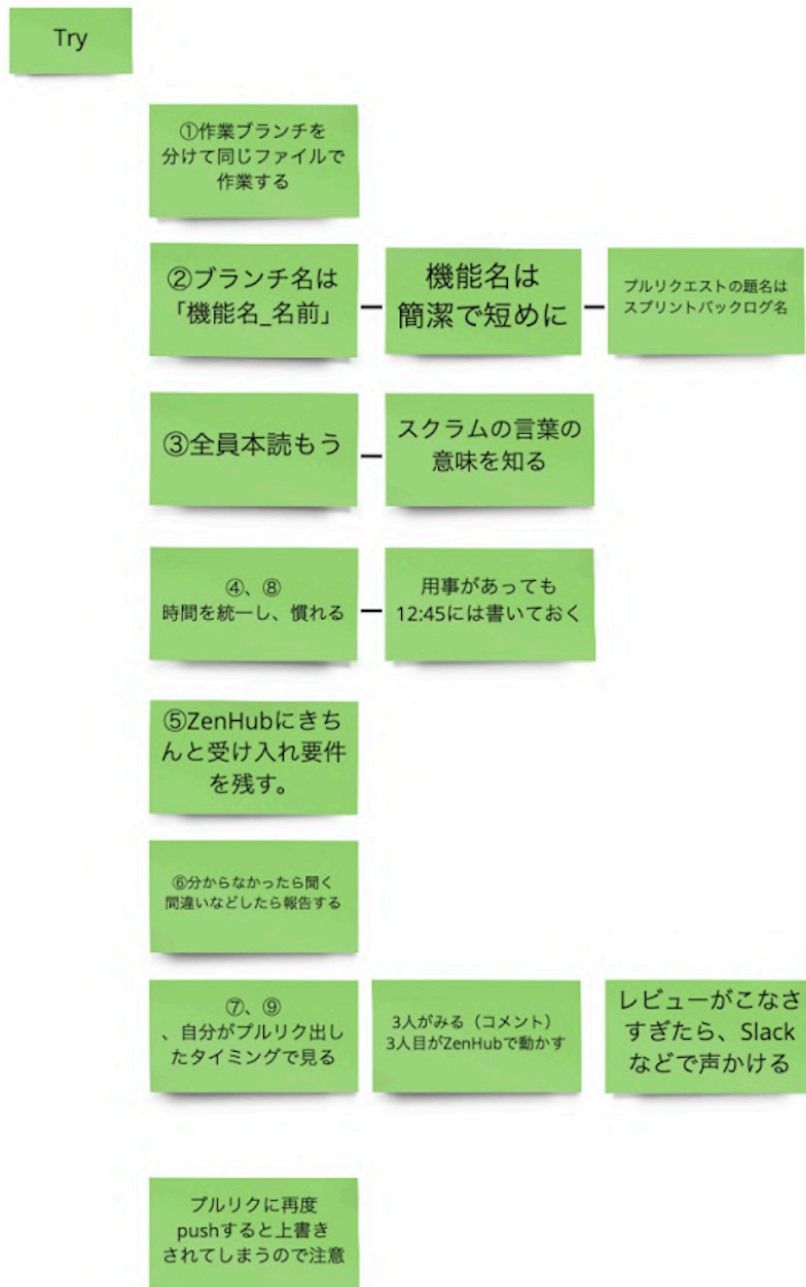 Try
①作業ブランチを
分けて同じファイルで
作業する
②ブランチ名は
「機能名_名前」
機能名は
簡潔で短めに
プルリクエストの題名は
スプリントバックログ名
③全員本読もう
スクラムの言葉の
意味を知る
④、⑧
時間を統一し、慣れる
用事があっても
12:45には書いておく
⑤ZenHubにきち
んと受け入れ要件
を残す。
⑥分からなかったら聞く
間違いなどしたら報告する
⑦、⑨
、自分がプルリク出し
たタイミングで見る
3人がみる（コメント）
3人目がZenHubで動かす
レビューがこなさ
すぎたら、Slack
などで声かける
プルリクに再度
pushすると上書き
されてしまうので注意